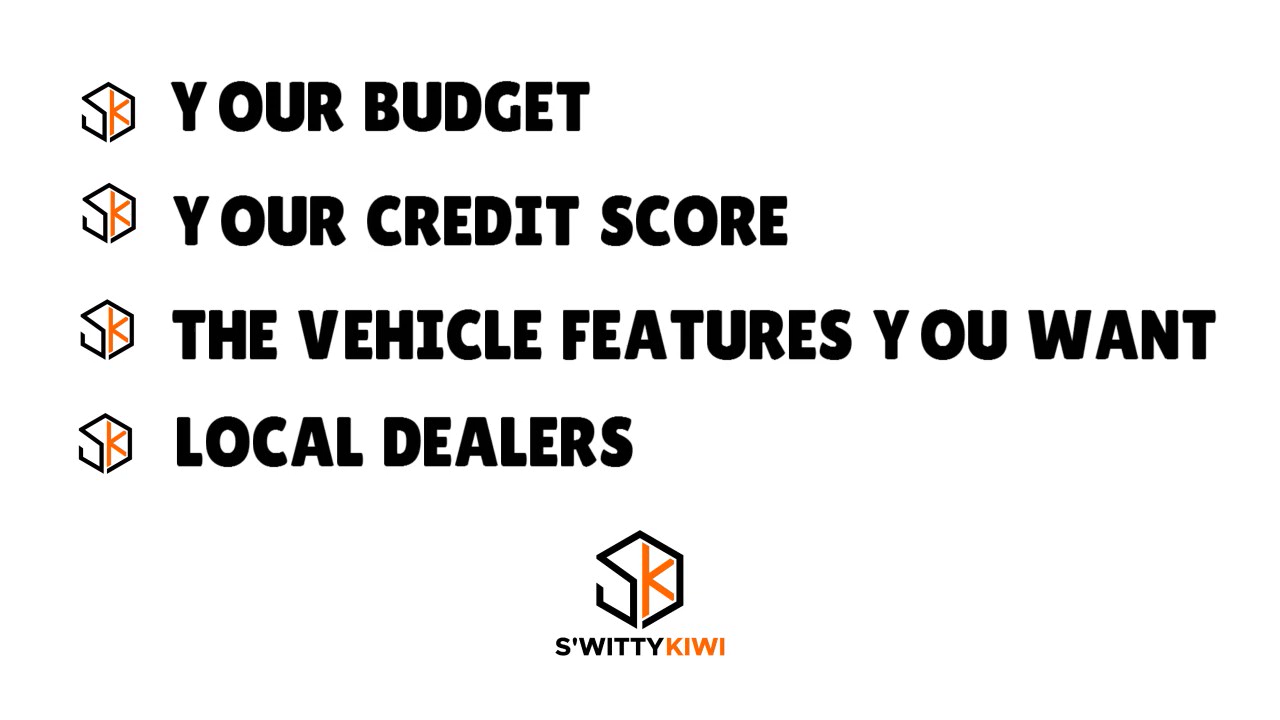 YOUR BUDGET
YOUR CREDIT SCORE
THE VEHICLE FEATURES YOU WANT
LOCAL DEALERS
S'WITTYKIWI